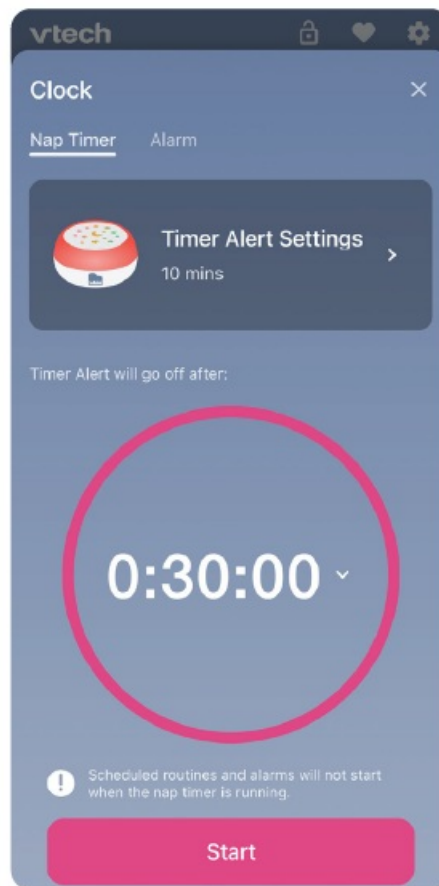 vtech
Clock
Nap Timer Alarm
Timer Alert Settings
10 mins
Timer Alert will go off after:
0:30:00
Scheduled routines and alarms will not start
when the nap timer is running.
Start